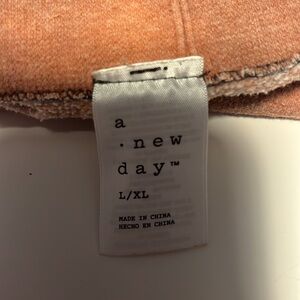 a
· new
day™
L/XL
MADE IN CHINA
HECHO EN CHINA